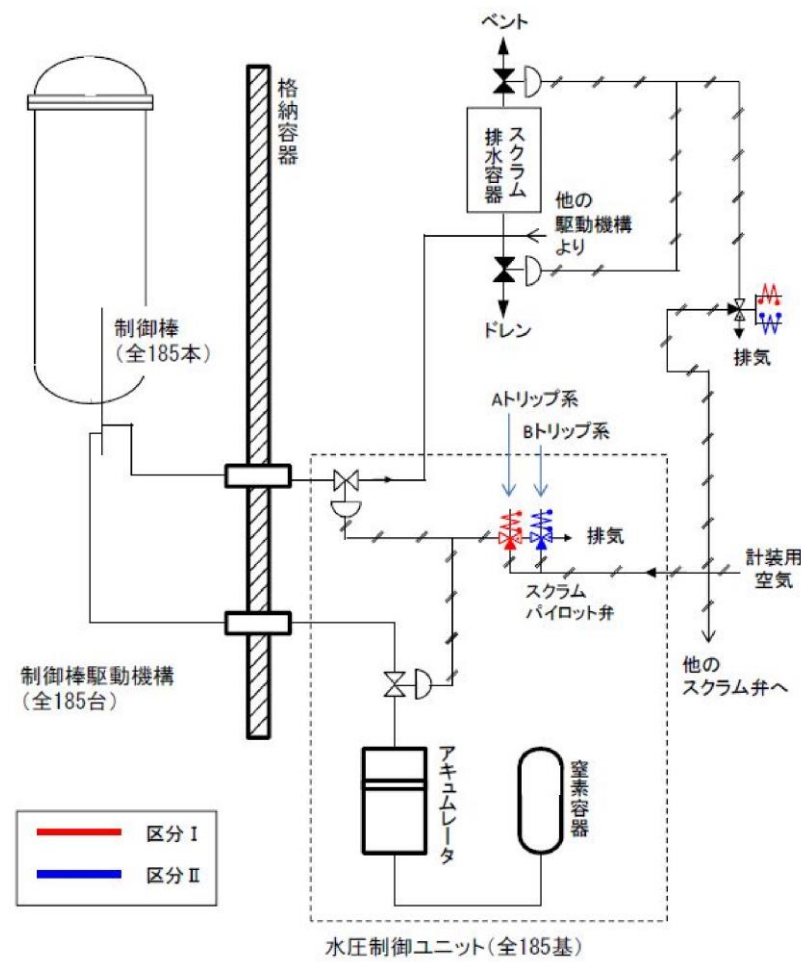 ベント
格納容器
スクラム
排水容器
他の
駆動機構
より
制御棒
(全185本)
ドレン
排気
Aトリップ系
Bトリップ系
排気
計装用
空気
スクラム
パイロット弁
制御棒駆動機構
(全185台)
他の
スクラム弁へ
アキュムレータ
窒素容器
区分Ⅰ
区分Ⅱ
水圧制御ユニット(全185基)